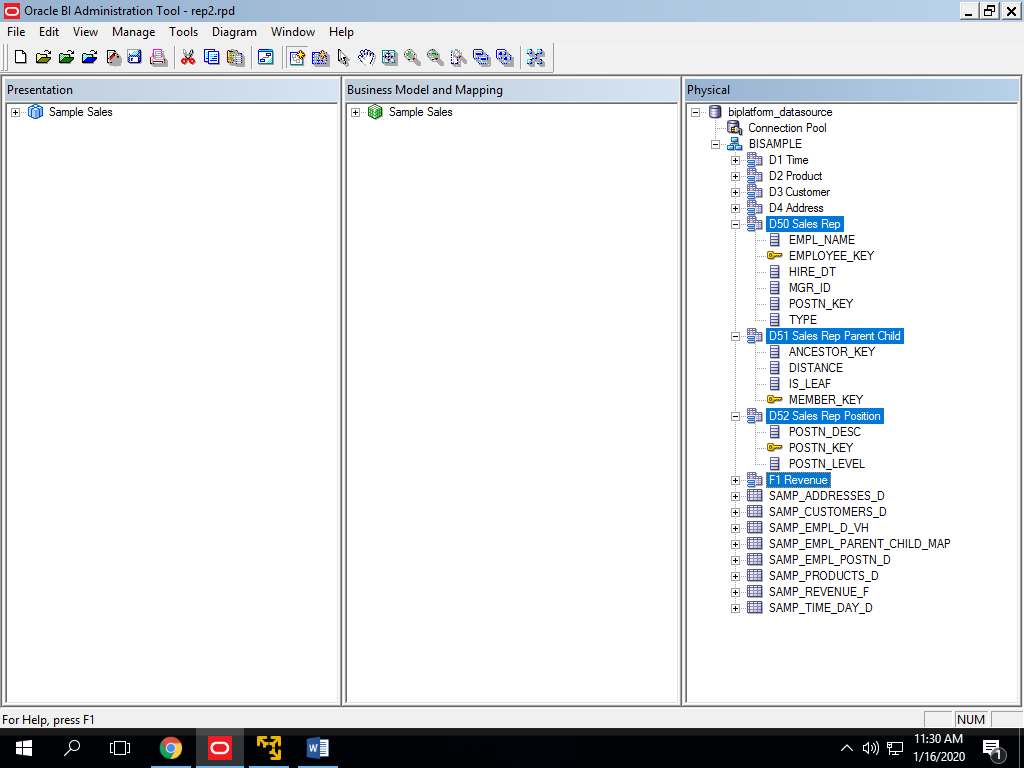 Oracle BI Administration Tool - rep2.rpd
File Edit View Manage Tools Diagram Window Help
Presentation
Sample Sales
Business Model and Mapping
Sample Sales
Physical
biplatform_datasource
Connection Pool
BISAMPLE
D1 Time
D2 Product
D3 Customer
D4 Address
D50 Sales Rep
EMPL_NAME
EMPLOYEE_KEY
HIRE_DT
MGR_ID
POSTN_KEY
TYPE
D51 Sales Rep Parent Child
ANCESTOR_KEY
DISTANCE
IS_LEAF
MEMBER_KEY
D52 Sales Rep Position
POSTN_DESC
POSTN_KEY
POSTN_LEVEL
F1 Revenue
SAMP_ADDRESSES_D
SAMP_CUSTOMERS_D
SAMP_EMPL_D_VH
SAMP_EMPL_PARENT_CHILD_MAP
SAMP_EMPL_POSTN_D
SAMP_PRODUCTS_D
SAMP_REVENUE_F
SAMP_TIME_DAY_D
For Help, press F1
NUM
11:30 AM
1/16/2020
1